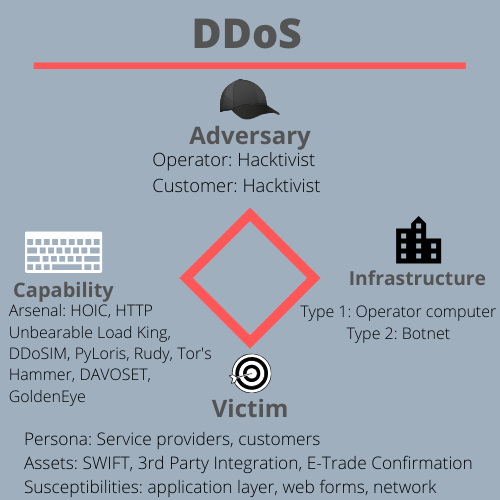 DDoS
Adversary
Operator: Hacktivist
Customer: Hacktivist
Capability
Arsenal: HOIC, HTTP
Unbearable Load King,
DDoSIM, PyLoris, Rudy, Tor's
Hammer, DAVOSET,
GoldenEye
Infrastructure
Type 1: Operator computer
Type 2: Botnet
Victim
Persona: Service providers, customers
Assets: SWIFT, 3rd Party Integration, E-Trade Confirmation
Susceptibilities: application layer, web forms, network